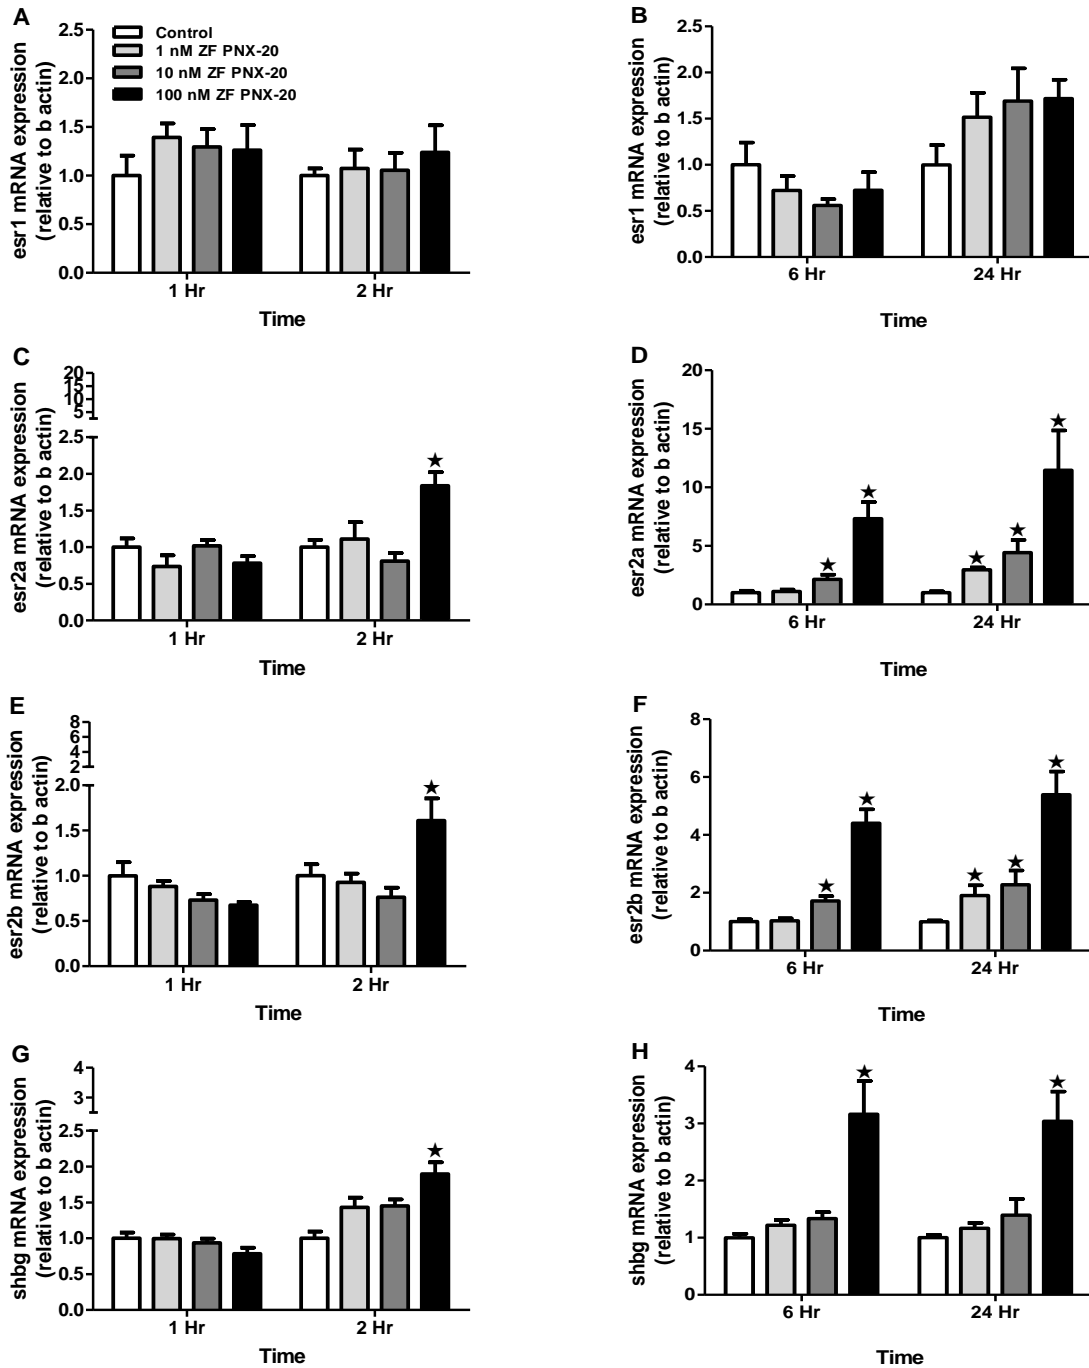 A
esr1 mRNA expression
(relative to b actin)
2.5
2.0
1.5
1.0
0.5
0.0
Control
1 nM ZF PNX-20
10 nM ZF PNX-20
100 nM ZF PNX-20
1 Hr 2 Hr
Time
B
esr1 mRNA expression
(relative to b actin)
2.5
2.0
1.5
1.0
0.5
0.0
6 Hr 24 Hr
Time
C
esr2a mRNA expression
(relative to b actin)
20
15
10
5
2.5
2.0
1.5
1.0
0.5
0.0
1 Hr 2 Hr
Time
D
esr2a mRNA expression
(relative to b actin)
20
15
10
5
0
6 Hr 24 Hr
Time
E
esr2b mRNA expression
(relative to b actin)
8
6
4
2
2.0
1.5
1.0
0.5
0.0
1 Hr 2 Hr
Time
F
esr2b mRNA expression
(relative to b actin)
8
6
4
2
0
6 Hr 24 Hr
Time
G
shbg mRNA expression
(relative to b actin)
4
3
2.5
2.0
1.5
1.0
0.5
0.0
1 Hr 2 Hr
Time
H
shbg mRNA expression
(relative to b actin)
4
3
2
1
0
6 Hr 24 Hr
Time